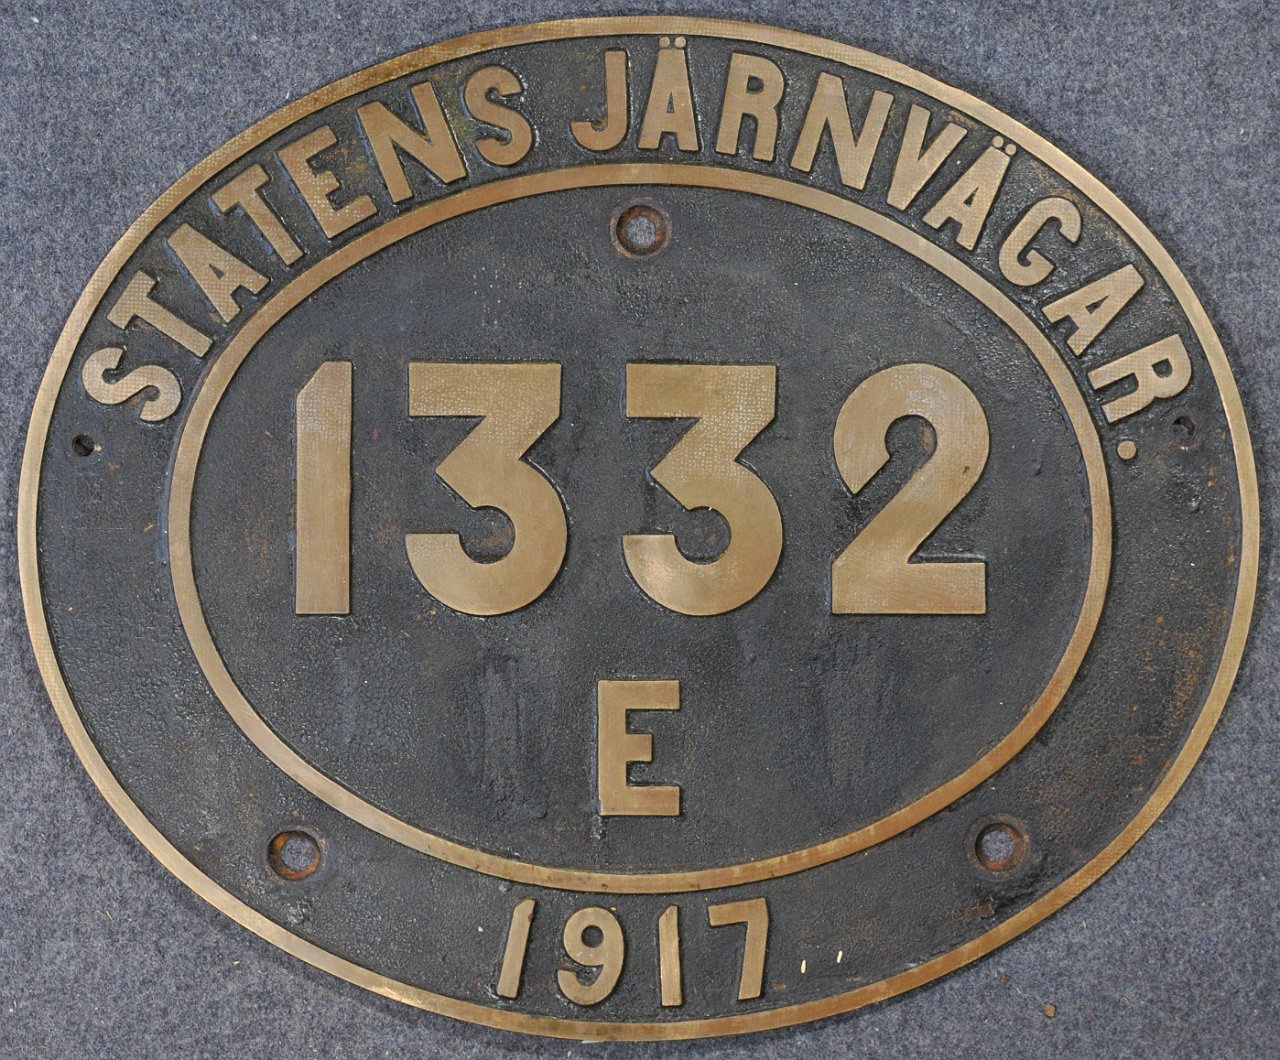 STATENS JÄRNVÄGAR.
1332
E
1917